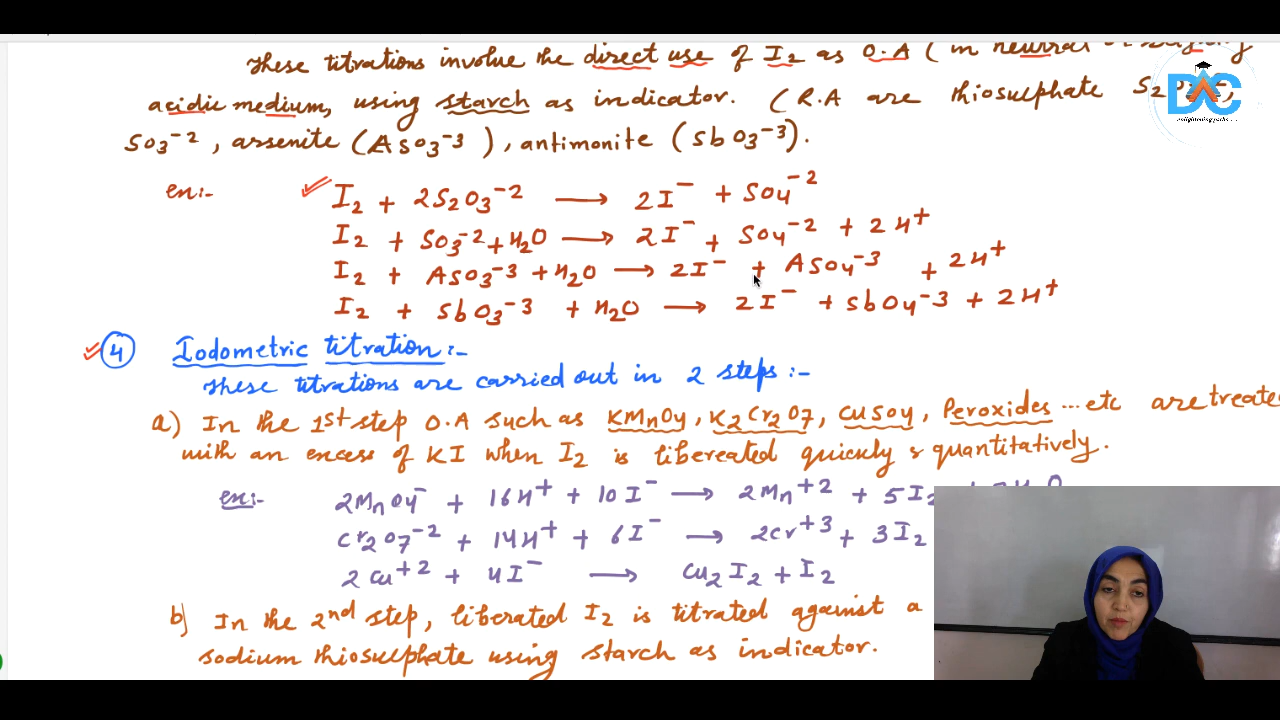 These titrations involve the direct use of I2 as O.A ( in neutral or slightly
acidic medium, using starch as indicator. ( R.A are thiosulphate
SO3⁻², arsenite (AsO3⁻³), antimonite (SbO3⁻³).
en:- I2 + 2S2O3⁻² → 2I⁻ + SO4⁻²
I2 + SO3⁻² + H2O → 2I⁻ + SO4⁻² + 2H⁺
I2 + AsO3⁻³ + H2O → 2I⁻ + AsO4⁻³ + 2H⁺
I2 + SbO3⁻³ + H2O → 2I⁻ + SbO4⁻³ + 2H⁺
4 Iodometric titration:-
These titrations are carried out in 2 steps:-
a) In the 1st step O.A such as KMnO4, K2Cr2O7, CuSO4, Peroxides ...etc are treate
with an excess of KI when I2 is libereated quickly & quantitatively.
en:- 2MnO4⁻ + 16H⁺ + 10I⁻ → 2Mn⁺² + 5I2
Cr2O7⁻² + 14H⁺ + 6I⁻ → 2Cr⁺³ + 3I2
2Cu⁺² + 4I⁻ → Cu2I2 + I2
b) In the 2nd step, liberated I2 is titrated against a
sodium thiosulphate using starch as indicator.
DAC